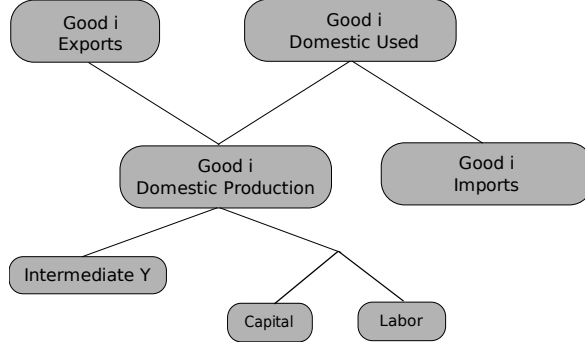 Good i
Exports
Good i
Domestic Used
Good i
Domestic Production
Good i
Imports
Intermediate Y
Capital
Labor